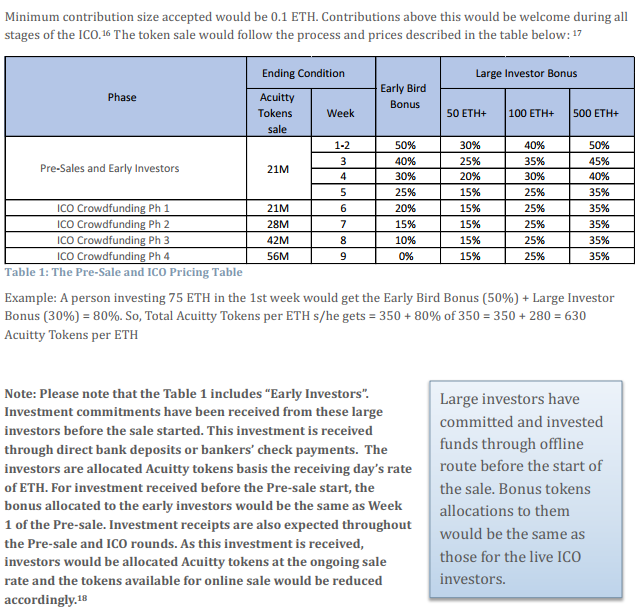 Minimum contribution size accepted would be 0.1 ETH. Contributions above this would be welcome during all
stages of the ICO.16 The token sale would follow the process and prices described in the table below: 17
Phase Ending Condition Early Bird Bonus Large Investor Bonus
Acuitty Tokens sale Week 50 ETH+ 100 ETH+ 500 ETH+
Pre-Sales and Early Investors 21M 1-2 50% 30% 40% 50%
3 40% 25% 35% 45%
4 30% 20% 30% 40%
5 25% 15% 25% 35%
ICO Crowdfunding Ph 1 21M 6 20% 15% 25% 35%
ICO Crowdfunding Ph 2 28M 7 15% 15% 25% 35%
ICO Crowdfunding Ph 3 42M 8 10% 15% 25% 35%
ICO Crowdfunding Ph 4 56M 9 0% 15% 25% 35%
Table 1: The Pre-Sale and ICO Pricing Table
Example: A person investing 75 ETH in the 1st week would get the Early Bird Bonus (50%) + Large Investor
Bonus (30%) = 80%. So, Total Acuitty Tokens per ETH s/he gets = 350 + 80% of 350 = 350 + 280 = 630
Acuitty Tokens per ETH
Note: Please note that the Table 1 includes “Early Investors”.
Investment commitments have been received from these large
investors before the sale started. This investment is received
through direct bank deposits or bankers’ check payments. The
investors are allocated Acuitty tokens basis the receiving day’s rate
of ETH. For investment received before the Pre-sale start, the
bonus allocated to the early investors would be the same as Week
1 of the Pre-sale. Investment receipts are also expected throughout
the Pre-sale and ICO rounds. As this investment is received,
investors would be allocated Acuitty tokens at the ongoing sale
rate and the tokens available for online sale would be reduced
accordingly.18
Large investors have
committed and invested
funds through offline
route before the start of
the sale. Bonus tokens
allocations to them
would be the same as
those for the live ICO
investors.